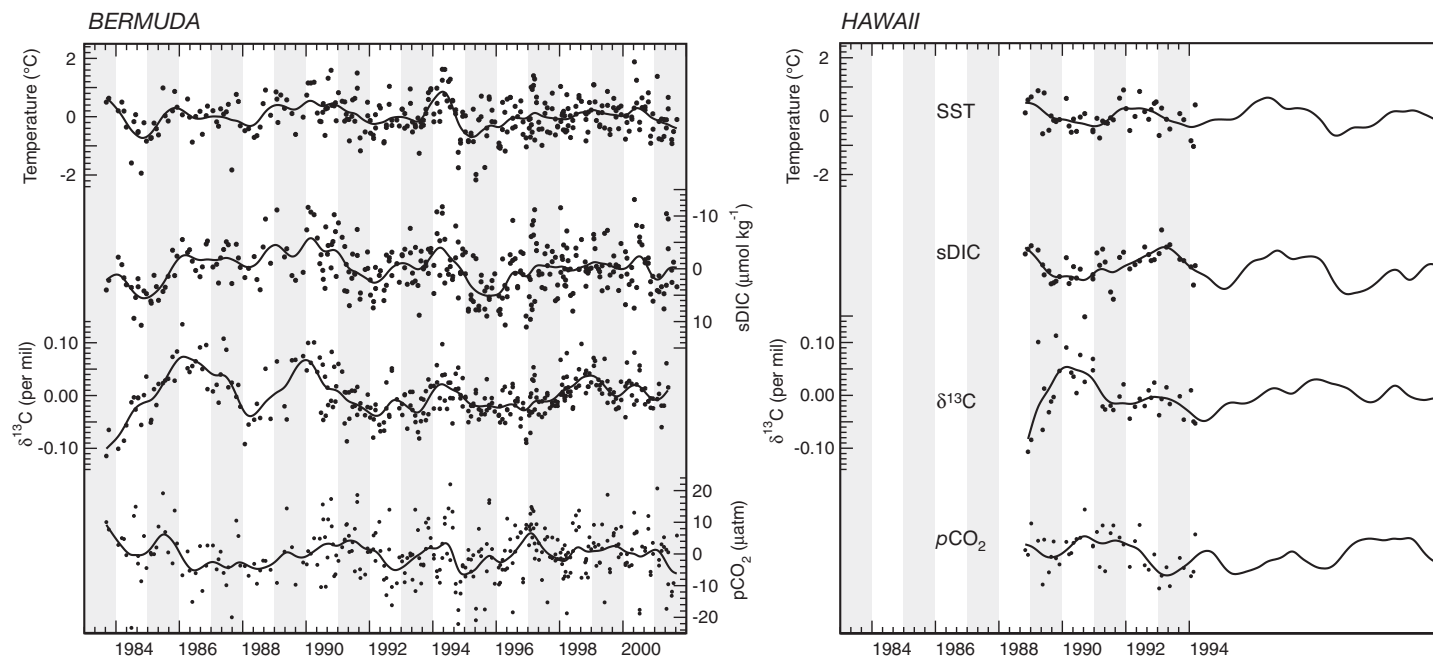 BERMUDA
HAWAII
Temperature (°C)
2
0
-2
sDIC (μmol kg⁻¹)
-10
0
10
δ¹³C (per mil)
0.10
0.00
-0.10
pCO₂ (μatm)
20
10
0
-10
-20
1984 1986 1988 1990 1992 1994 1996 1998 2000
Temperature (°C)
2
0
-2
δ¹³C (per mil)
0.10
0.00
-0.10
SST
sDIC
δ¹³C
pCO₂
1984 1986 1988 1990 1992 1994